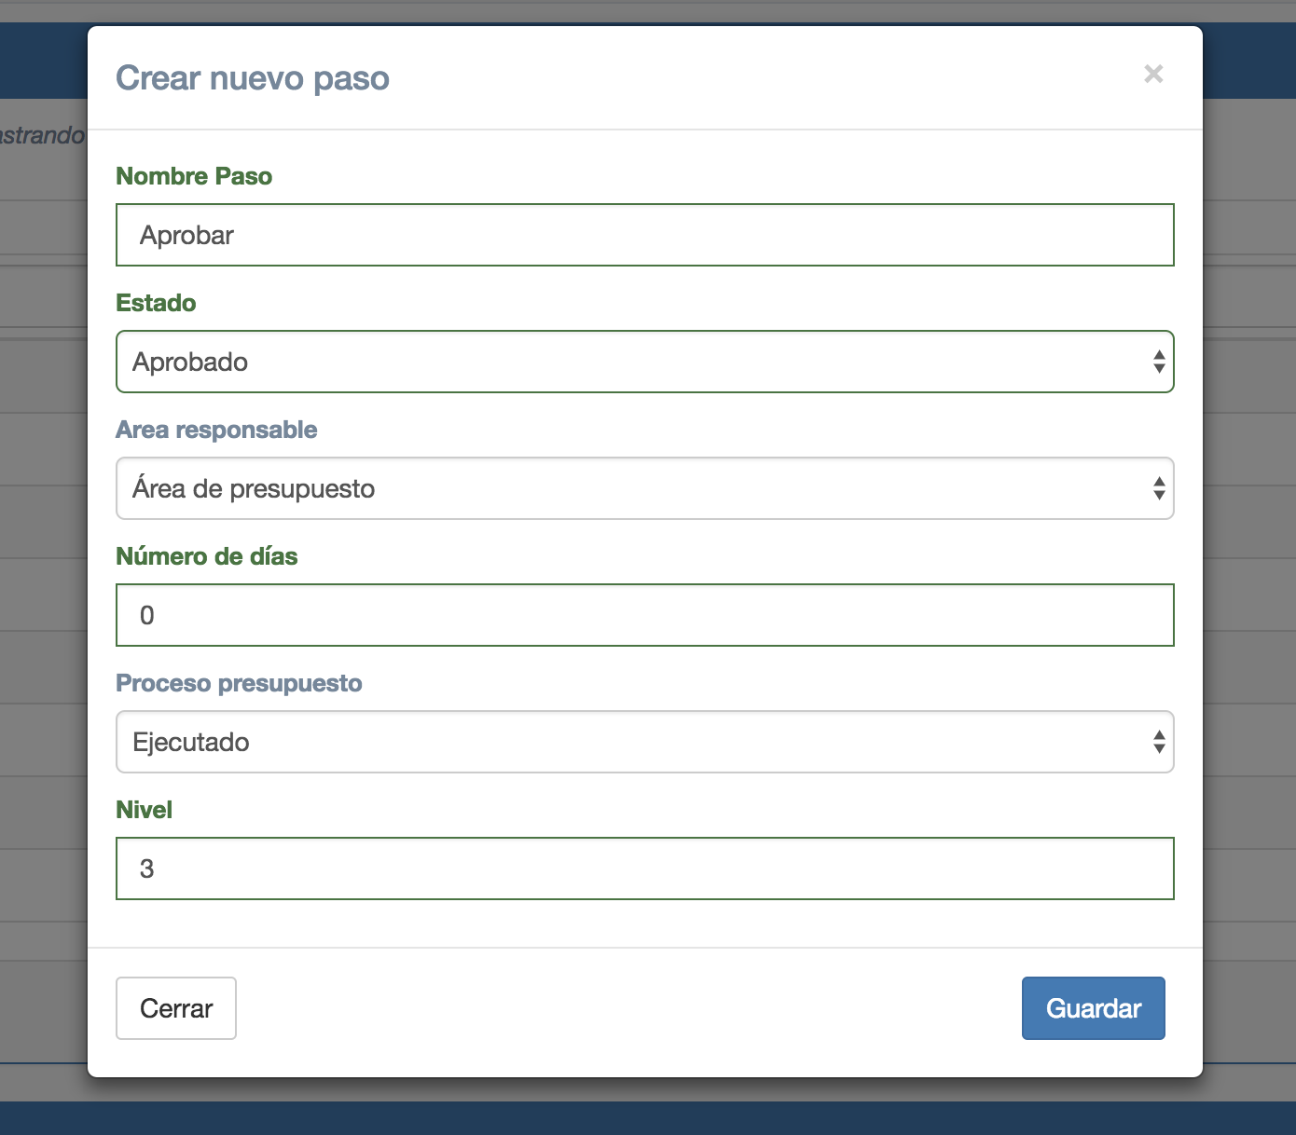 Crear nuevo paso
×
astrando
Nombre Paso
Aprobar
Estado
Aprobado
Area responsable
Área de presupuesto
Número de días
0
Proceso presupuesto
Ejecutado
Nivel
3
Cerrar
Guardar